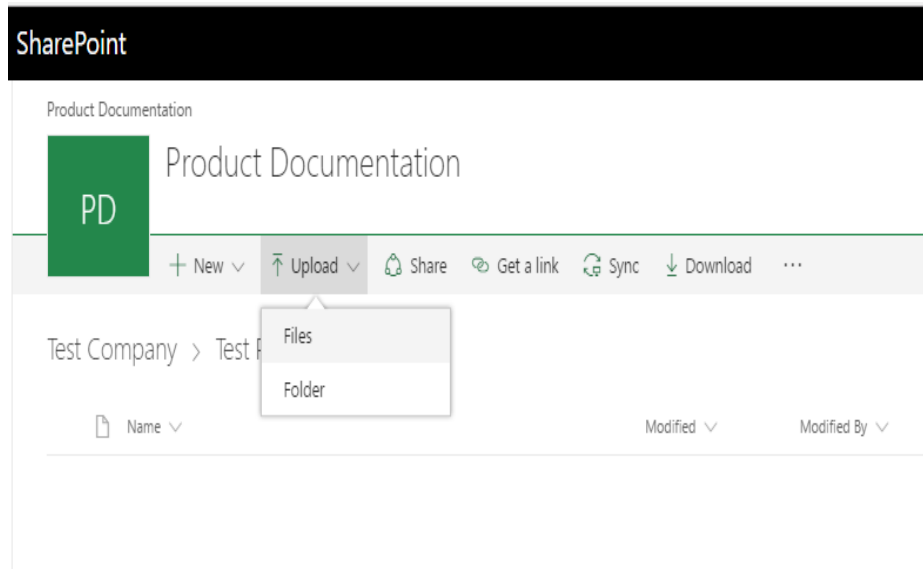 SharePoint
Product Documentation
PD
Product Documentation
New Upload Share Get a link Sync Download ...
Files
Folder
Test Company > Test
Name Modified Modified By